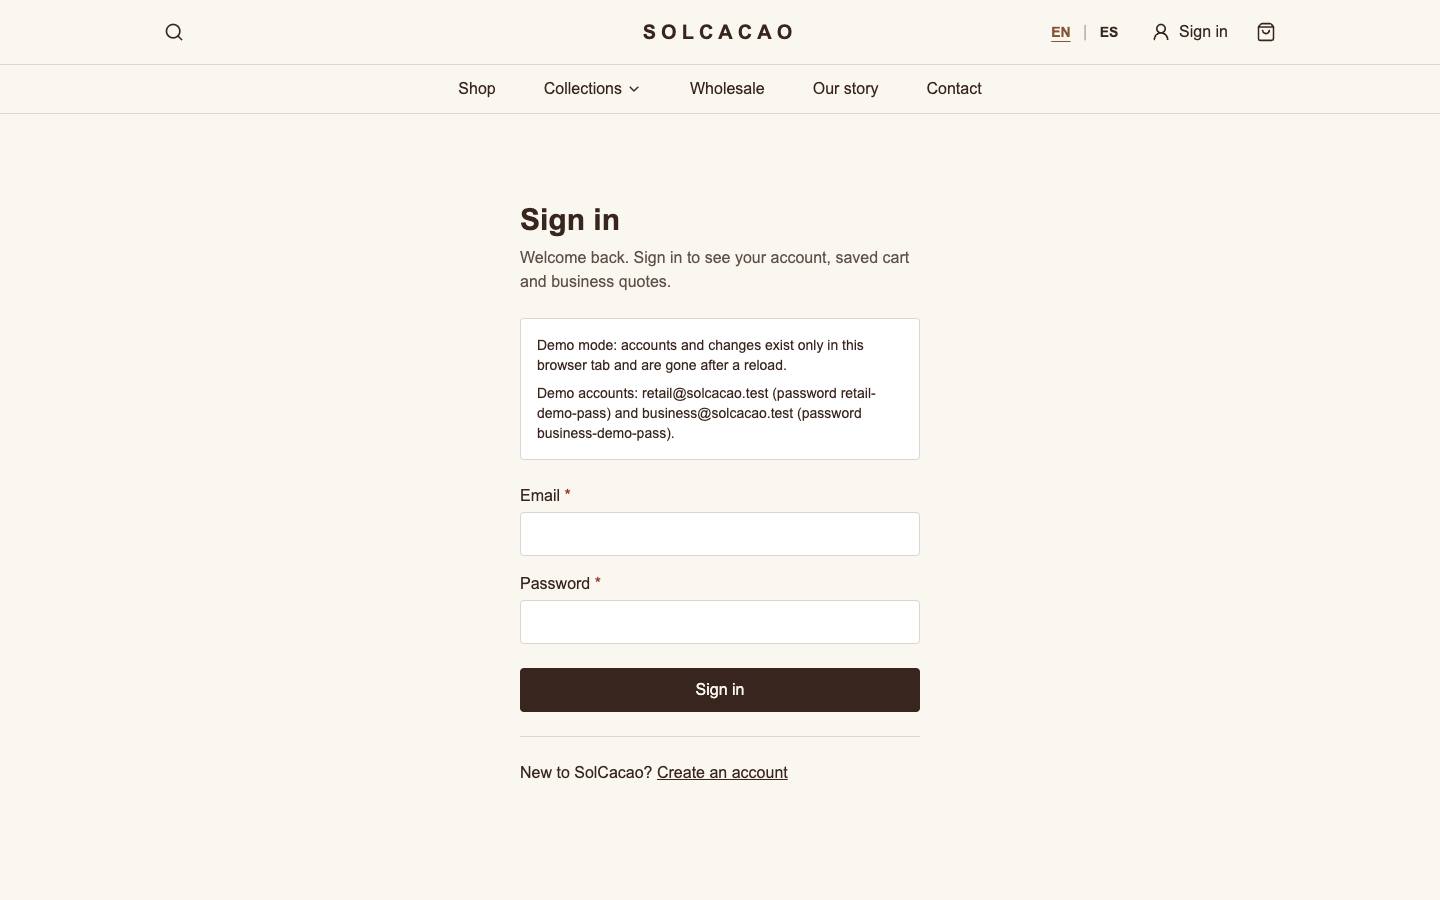 SOLCACAO
EN | ES
Sign in
Shop
Collections
Wholesale
Our story
Contact
Sign in
Welcome back. Sign in to see your account, saved cart
and business quotes.
Demo mode: accounts and changes exist only in this
browser tab and are gone after a reload.
Demo accounts: retail@solcacao.test (password retail-
demo-pass) and business@solcacao.test (password
business-demo-pass).
Email *
Password *
Sign in
New to SolCacao? Create an account